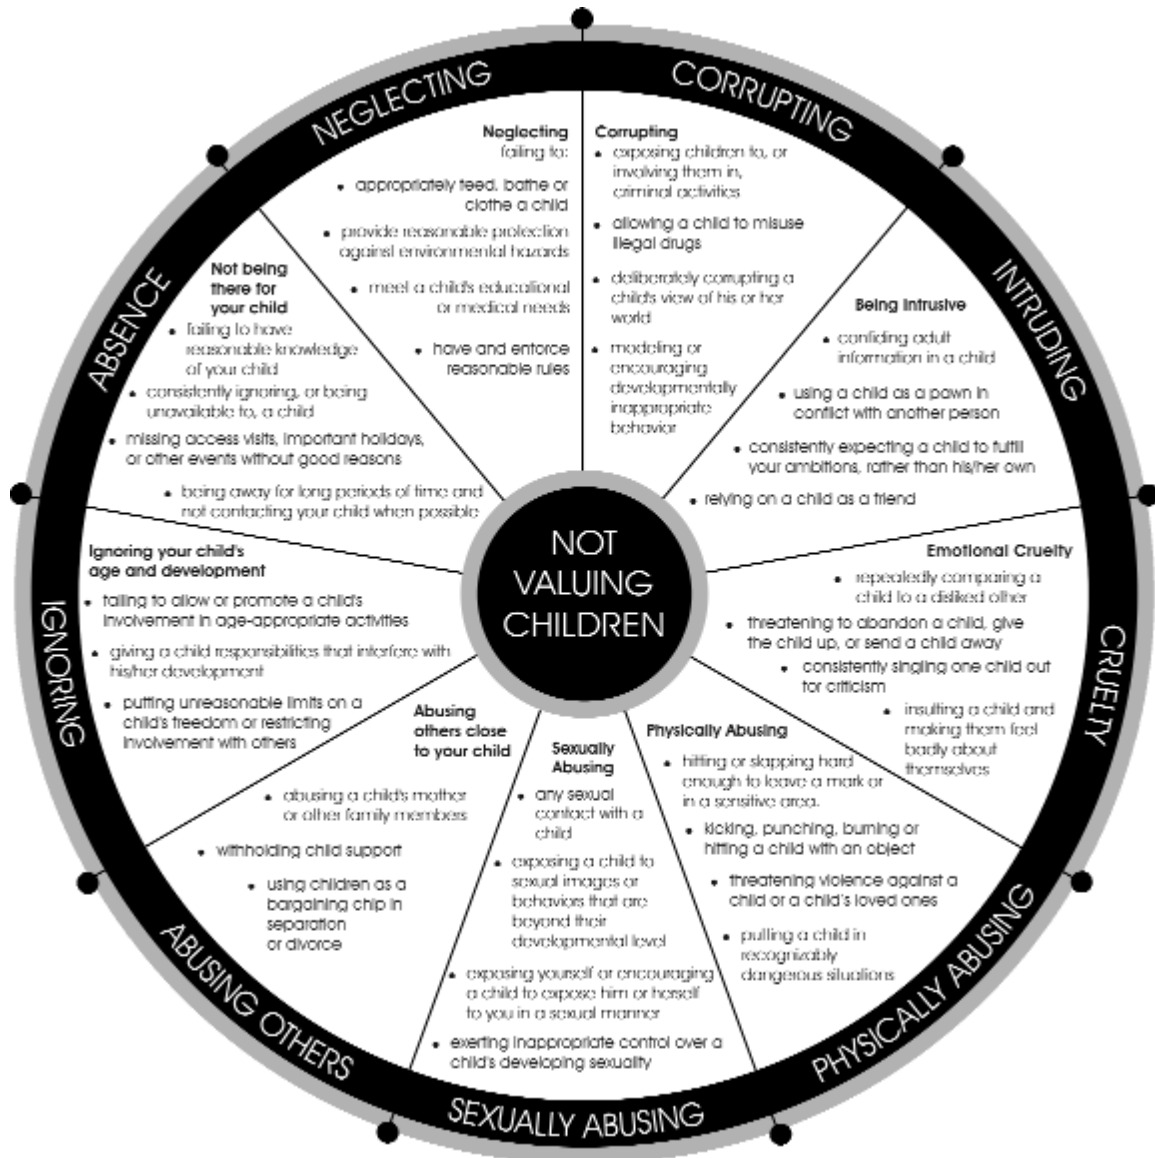 NEGLECTING
CORRUPTING
INTRUDING
CRUELTY
PHYSICALLY ABUSING
SEXUALLY ABUSING
ABUSING OTHERS
IGNORING
ABSENCE
NOT
VALUING
CHILDREN
Neglecting
failing to:
• appropriately feed, bathe or
clothe a child
• provide reasonable protection
against environmental hazards
• meet a child's educational
or medical needs
• have and enforce
reasonable rules
Corrupting
• exposing children to, or
involving them in,
criminal activities
• allowing a child to misuse
illegal drugs
• deliberately corrupting a
child's view of his or her
world
• modeling or
encouraging
developmentally
inappropriate
behavior
Being Intrusive
• confiding adult
information in a child
• using a child as a pawn in
conflict with another person
• consistently expecting a child to fulfill
your ambitions, rather than his/her own
• relying on a child as a friend
Emotional Cruelty
• repeatedly comparing a
child to a disliked other
• threatening to abandon a child, give
the child up, or send a child away
• consistently singling one child out
for criticism
• insulting a child and
making them feel
badly about
themselves
Physically Abusing
• hitting or slapping hard
enough to leave a mark or
in a sensitive area.
• kicking, punching, burning or
hitting a child with an object
• threatening violence against a
child or a child's loved ones
• putting a child in
recognizably
dangerous situations
Sexually
Abusing
• any sexual
contact with a
child
• exposing a child to
sexual images or
behaviors that are
beyond their
developmental level
• exposing yourself or encouraging
a child to expose him or herself
to you in a sexual manner
• exerting inappropriate control over a
child's developing sexuality
Abusing
others close
to your child
• abusing a child's mother
or other family members
• withholding child support
• using children as a
bargaining chip in
separation
or divorce
Ignoring your child's
age and development
• failing to allow or promote a child's
involvement in age-appropriate activities
• giving a child responsibilities that interfere with
his/her development
• putting unreasonable limits on a
child's freedom or restricting
involvement with others
Not being
there for
your child
• failing to have
reasonable knowledge
of your child
• consistently ignoring, or being
unavailable to, a child
• missing access visits, important holidays,
or other events without good reasons
• being away for long periods of time and
not contacting your child when possible